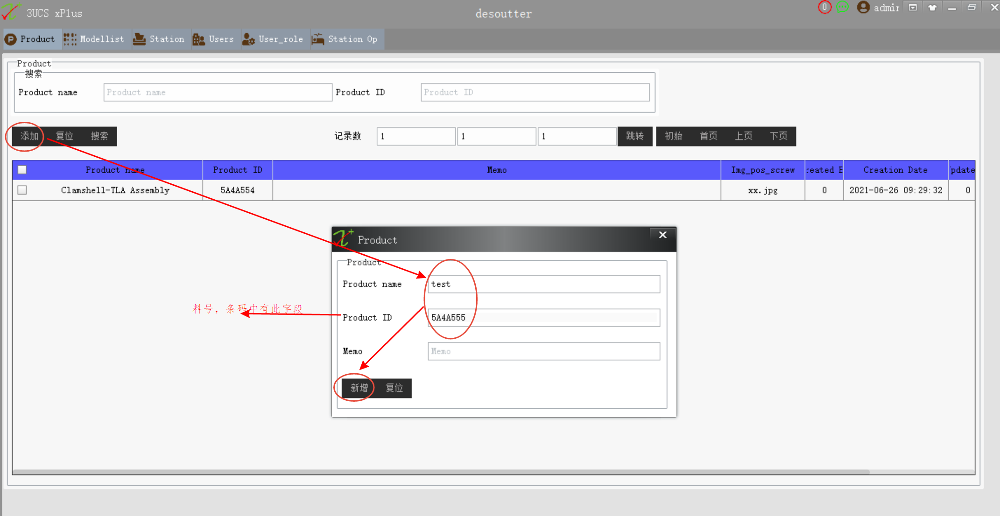 3UCS xPlus
desoutter
0
admir
Product
Modellist
Station
Users
User_role
Station Op
Product
搜索
Product name
Product name
Product ID
Product ID
添加
复位
搜索
记录数
1
1
1
跳转
初始
首页
上页
下页
Product name
Product ID
Memo
Img_pos_screw
reated
Creation Date
pdate
Clamshell-TLA Assembly
5A4A554
xx.jpg
0
2021-06-26 09:29:32
0
Product
Product
Product name
test
料号，条码中有此字段
Product ID
5A4A555
Memo
Memo
新增
复位